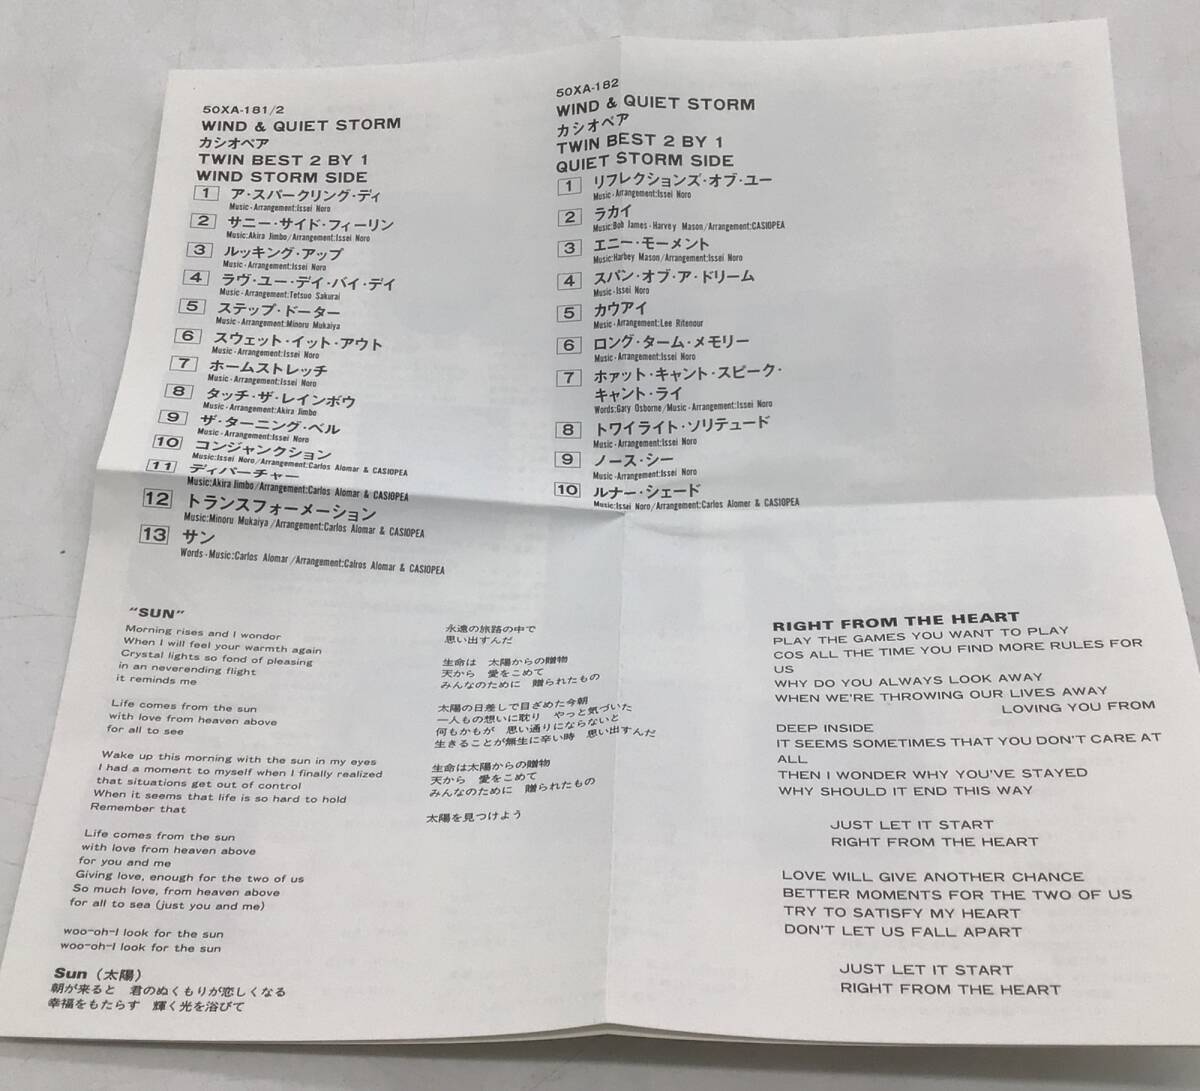 50XA-181/2
WIND & QUIET STORM
カシオペア
TWIN BEST 2 BY 1
WIND STORM SIDE
1 ア・スパークリング・デイ
Music・Arrangement:Issei Noro
2 サニー・サイド・フィーリン
Music:Akira Jimbo/Arrangement:Issei Noro
3 ルッキング・アップ
Music・Arrangement:Issei Noro
4 ラヴ・ユー・デイ・バイ・デイ
Music・Arrangement:Tetsuo Sakurai
5 ステップ・ドーター
Music・Arrangement:Minoru Mukaiya
6 スウェット・イット・アウト
Music・Arrangement:Issei Noro
7 ホームストレッチ
Music・Arrangement:Issei Noro
8 タッチ・ザ・レインボウ
Music・Arrangement:Akira Jimbo
9 ザ・ターニング・ベル
Music・Arrangement:Issei Noro
10 コンジャンクション
Music:Issei Noro/Arrangement:Carlos Alomar & CASIOPEA
11 ディパーチャー
Music:Akira Jimbo/Arrangement:Carlos Alomar & CASIOPEA
12 トランスフォーメーション
Music:Minoru Mukaiya/Arrangement:Carlos Alomar & CASIOPEA
13 サン
Words・Music:Carlos Alomar/Arrangement:Calros Alomar & CASIOPEA
50XA-182
WIND & QUIET STORM
カシオペア
TWIN BEST 2 BY 1
QUIET STORM SIDE
1 リフレクションズ・オブ・ユー
Music・Arrangement:Issei Noro
2 ラカイ
Music:Bob James・Harvey Mason/Arrangement:CASIOPEA
3 エニー・モーメント
Music:Harbey Mason/Arrangement:Issei Noro
4 スパン・オブ・ア・ドリーム
Music・Issei Noro
5 カウアイ
Music・Arrangement:Lee Ritenour
6 ロング・ターム・メモリー
Music・Arrangement:Issei Noro
7 ホァット・キャント・スピーク・
キャント・ライ
Words:Gary Osborne/Music・Arrangement:Issei Noro
8 トワイライト・ソリテュード
Music・Arrangement:Issei Noro
9 ノース・シー
Music・Arrangement:Issei Noro
10 ルナー・シェード
Music:Issei Noro/Arrangement:Carlos Alomer & CASIOPEA
"SUN"
Morning rises and I wondor
When I will feel your warmth again
Crystal lights so fond of pleasing
in an neverending flight
it reminds me
Life comes from the sun
with love from heaven above
for all to see
Wake up this morning with the sun in my eyes
I had a moment to myself when I finally realized
that situations get out of control
When it seems that life is so hard to hold
Remember that
Life comes from the sun
with love from heaven above
for you and me
Giving love, enough for the two of us
So much love, from heaven above
for all to sea (just you and me)
woo-oh-I look for the sun
woo-oh-I look for the sun
Sun (太陽)
朝が来ると 君のぬくもりが恋しくなる
幸福をもたらす 輝く光を浴びて
永遠の旅路の中で
思い出すんだ
生命は 太陽からの贈物
天から 愛をこめて
みんなのために 贈られたもの
太陽の日差しで目ざめた今朝
一人もの想いに耽り やっと気づいた
何もかもが 思い通りにならないと
生きることが無生に辛い時 思い出すんだ
生命は太陽からの贈物
天から 愛をこめて
みんなのために 贈られたもの
太陽を見つけよう
RIGHT FROM THE HEART
PLAY THE GAMES YOU WANT TO PLAY
COS ALL THE TIME YOU FIND MORE RULES FOR
US
WHY DO YOU ALWAYS LOOK AWAY
WHEN WE'RE THROWING OUR LIVES AWAY
LOVING YOU FROM
DEEP INSIDE
IT SEEMS SOMETIMES THAT YOU DON'T CARE AT
ALL
THEN I WONDER WHY YOU'VE STAYED
WHY SHOULD IT END THIS WAY
JUST LET IT START
RIGHT FROM THE HEART
LOVE WILL GIVE ANOTHER CHANCE
BETTER MOMENTS FOR THE TWO OF US
TRY TO SATISFY MY HEART
DON'T LET US FALL APART
JUST LET IT START
RIGHT FROM THE HEART